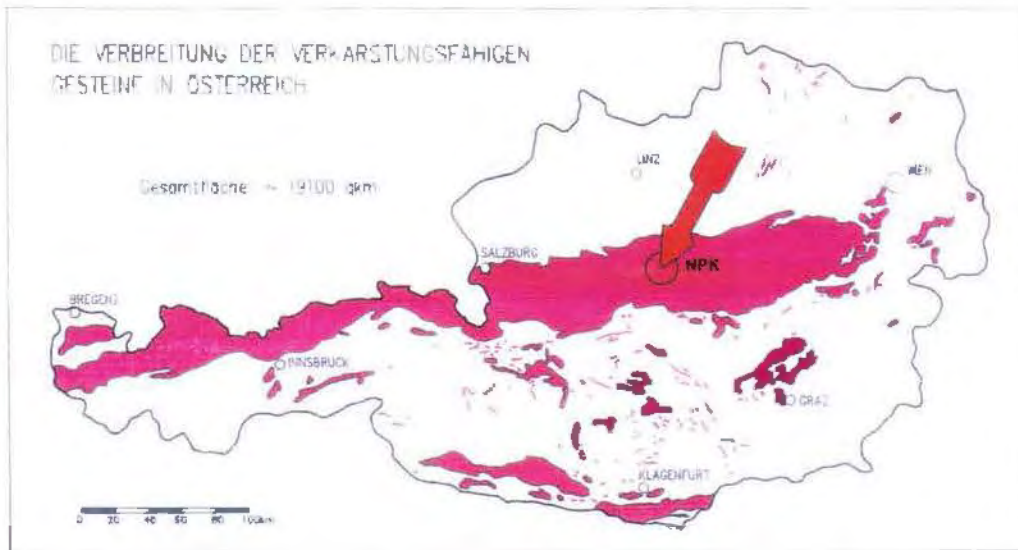 DIE VERBREITUNG DER VERKARSTUNGSFÄHIGEN
GESTEINE IN ÖSTERREICH
Gesamtfläche ~ 19100 qkm
LINZ
WIEN
SALZBURG
NPK
BREGENZ
INNSBRUCK
GRAZ
KLAGENFURT
0 20 40 60 80 100km